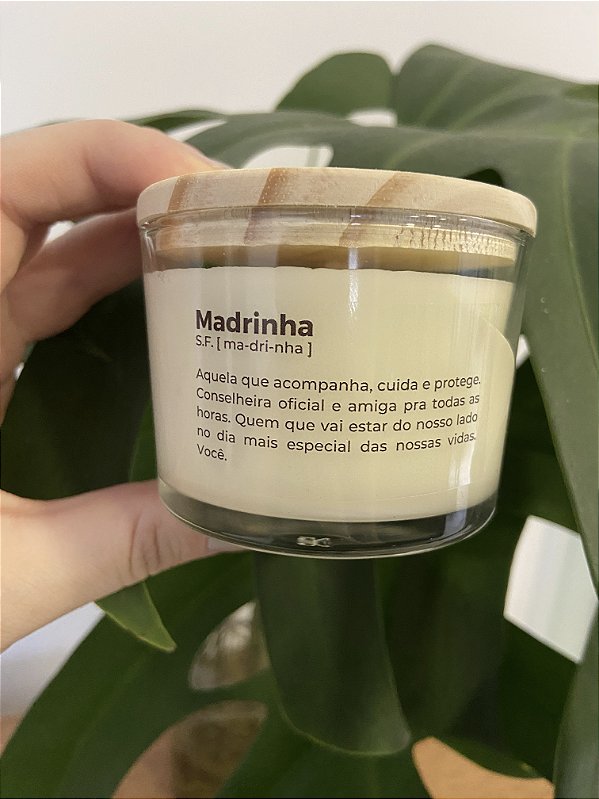 Madrinha
S.F. [ ma-dri-nha ]
Aquela que acompanha, cuida e protege.
Conselheira oficial e amiga pra todas as
horas. Quem que vai estar do nosso lado
no dia mais especial das nossas vidas.
Você.